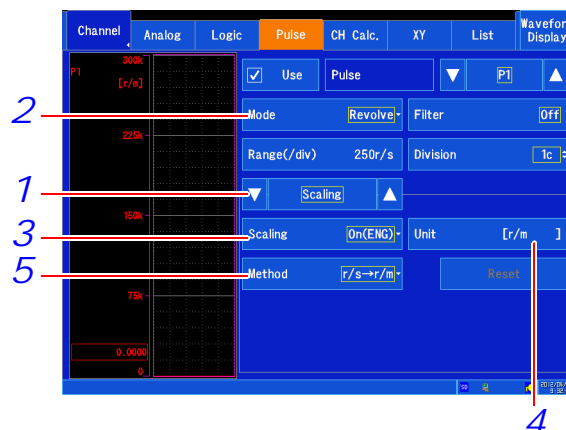 Channel Analog Logic Pulse CH Calc. XY List Display
P1 300k
[r/m]
225k
150k
75k
0.0000
0
Use Pulse P1
Mode Revolve Filter Off
Range(/div) 250r/s Division 1c
Scaling
Scaling On(ENG) Unit [r/m ]
Method r/s→r/m Reset
SD
2
1
3
5
4